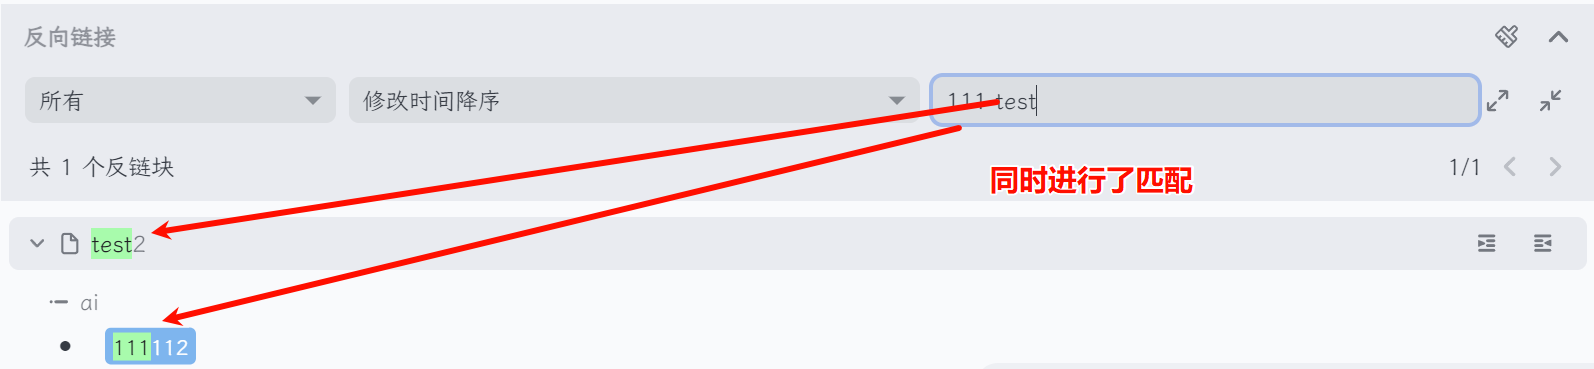 反向链接
所有 修改时间降序 111 test
共 1 个反链块 1/1
同时进行了匹配
test2
ai
111112